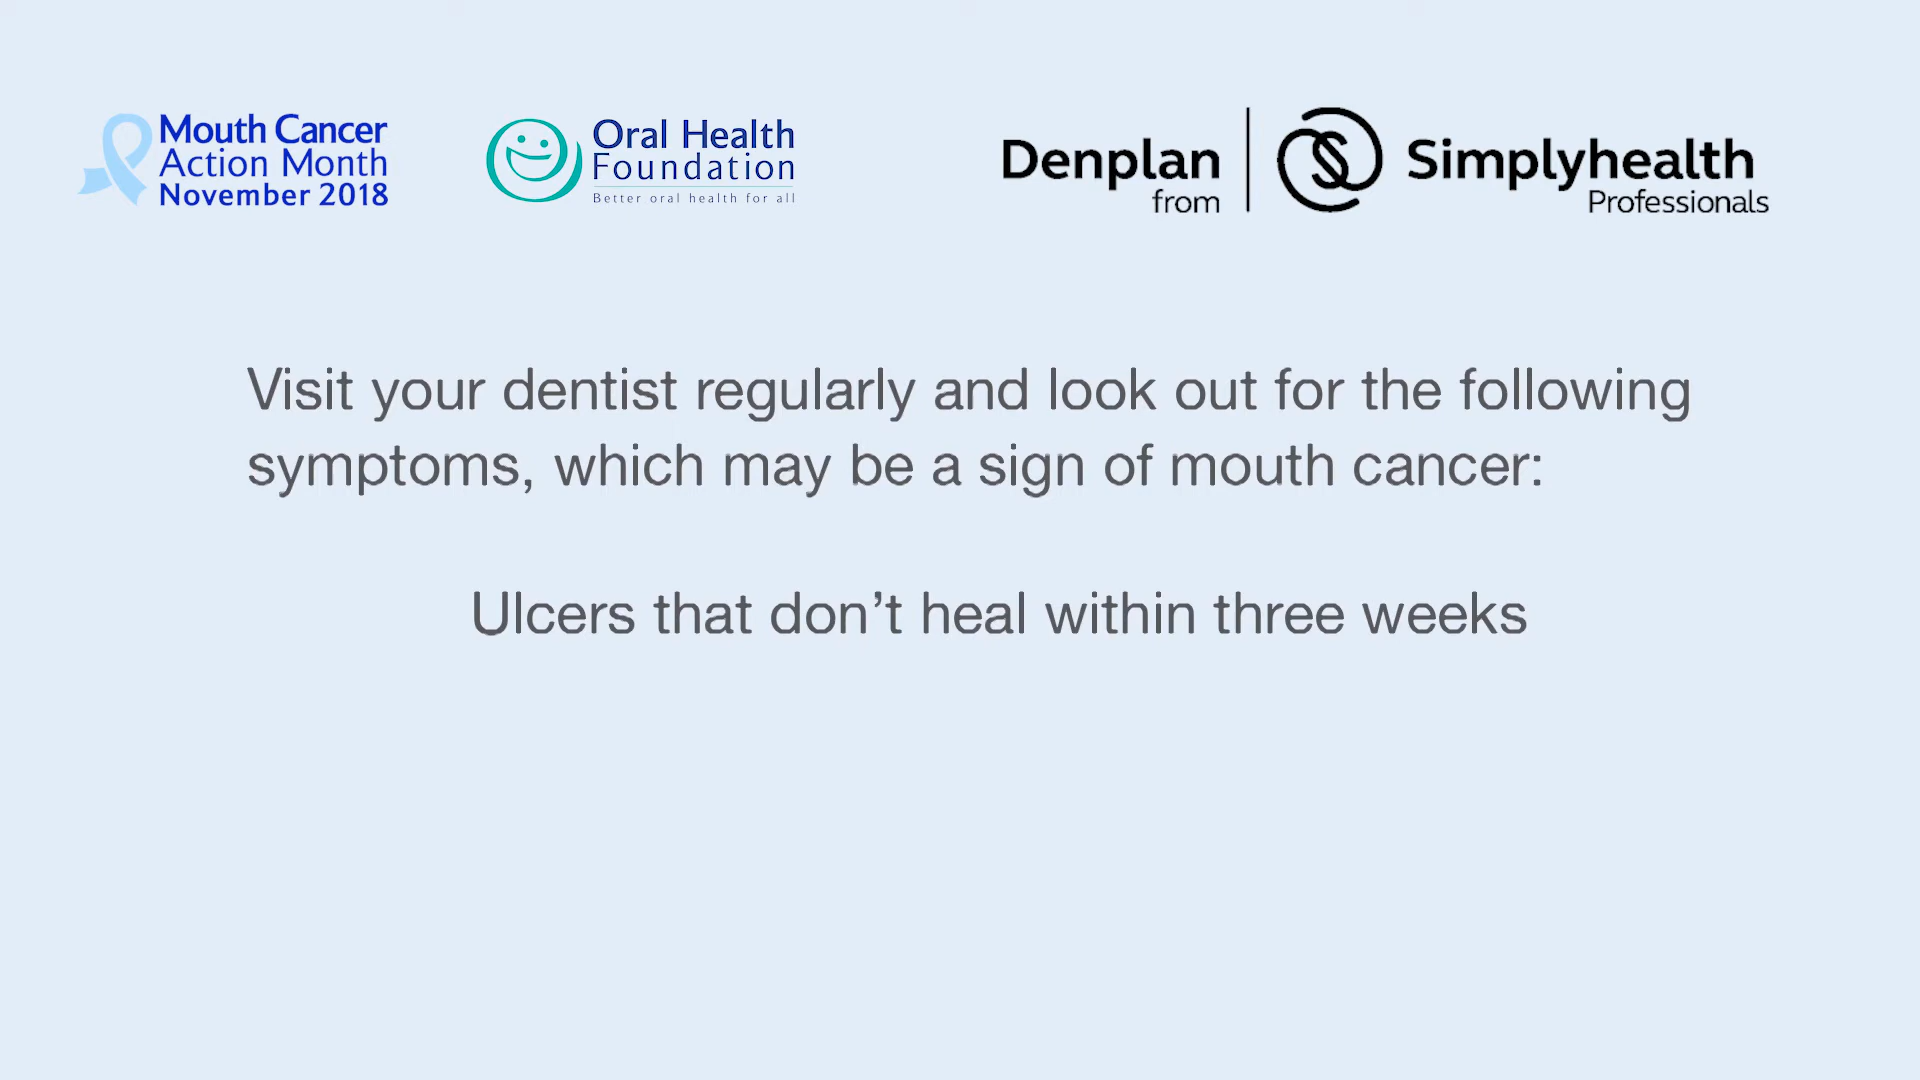 Mouth Cancer
Action Month
November 2018
Oral Health
Foundation
Better oral health for all
Denplan
from
Simplyhealth
Professionals
Visit your dentist regularly and look out for the following
symptoms, which may be a sign of mouth cancer:
Ulcers that don’t heal within three weeks